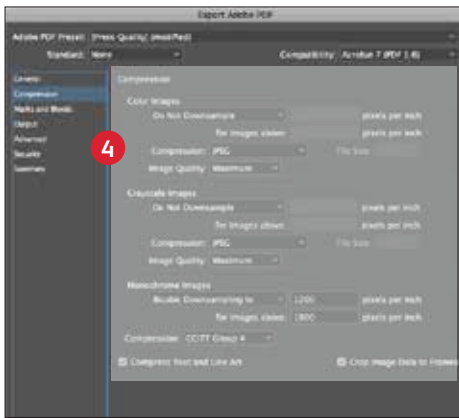 Export Adobe PDF
Adobe PDF Preset: [Press Quality] (modified)
Standard: None Compatibility: Acrobat 7 (PDF 1.6)
General
Compression
Marks and Bleeds
Output
Advanced
Security
Summary
4
Compression
Color Images
Do Not Downsample pixels per inch
for images above: pixels per inch
Compression: JPEG Tile Size:
Image Quality: Maximum
Grayscale Images
Do Not Downsample pixels per inch
for images above: pixels per inch
Compression: JPEG Tile Size:
Image Quality: Maximum
Monochrome Images
Bicubic Downsampling to 1200 pixels per inch
for images above: 1800 pixels per inch
Compression: CCITT Group 4
Compress Text and Line Art Crop Image Data to Frames